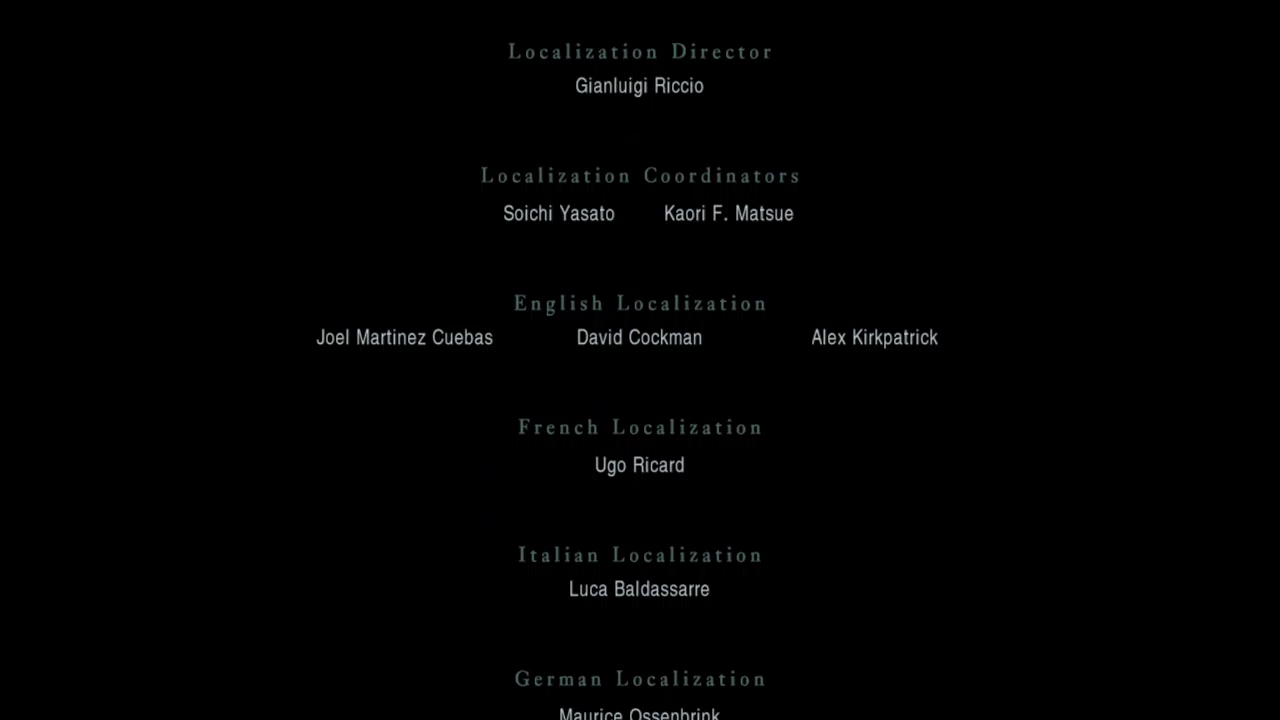 Localization Director
Gianluigi Riccio
Localization Coordinators
Soichi Yasato Kaori F. Matsue
English Localization
Joel Martinez Cuebas David Cockman Alex Kirkpatrick
French Localization
Ugo Ricard
Italian Localization
Luca Baldassarre
German Localization
Maurice Ossenbrink